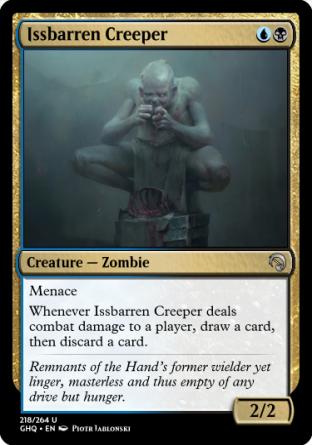 Issbarren Creeper
Creature — Zombie
Menace
Whenever Issbarren Creeper deals
combat damage to a player, draw a card,
then discard a card.
Remnants of the Hand's former wielder yet
linger, masterless and thus empty of any
drive but hunger.
2/2
218/264 U
GHQ • EN Piotr Jabłonski